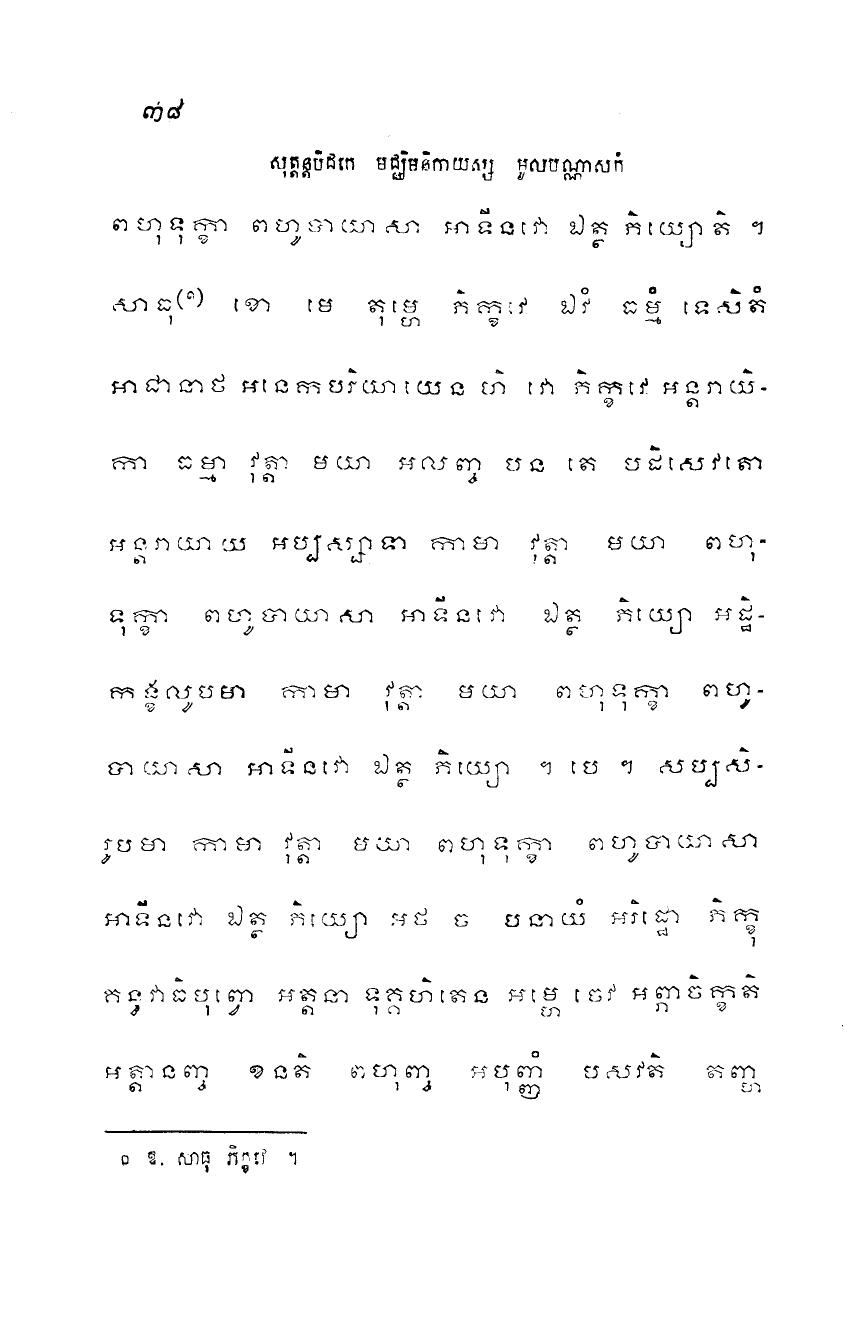 ៣៨
សុត្តន្តបិដកេ មជ្ឈិមនិកាយស្ស មូលបណ្ណាសកំ
ពហុទុក្ខា ពហូបាយាសា អាទីនវោ ឯត្ថ ភិយ្យោតិ ។
សាធុ(១) ខោ មេ តុម្ហេ ភិក្ខវេ ឯវំ ធម្មំ ទេសិតំ
អាជានាថ អនេកបរិយាយេន ហិ វោ ភិក្ខវេ អន្តរាយិ-
កា ធម្មា វុត្តា មយា អលញ្ច បន តេ បដិសេវតោ
អន្តរាយាយ អប្បស្សាទា កាមា វុត្តា មយា ពហុ-
ទុក្ខា ពហូបាយាសា អាទីនវោ ឯត្ថ ភិយ្យោ អដ្ឋិ-
កង្ខលូបមា កាមា វុត្តា មយា ពហុទុក្ខា ពហូ-
បាយាសា អាទីនវោ ឯត្ថ ភិយ្យោ ។ បេ ។ សប្បសិ-
រូបមា កាមា វុត្តា មយា ពហុទុក្ខា ពហូបាយាសា
អាទីនវោ ឯត្ថ ភិយ្យោ អថ ច បនាយំ អរិដ្ឋោ ភិក្ខុ
គន្ធវាធិបុព្វោ អត្តនា ទុគ្គហិតេន អម្ហេ ចេវ អព្ភាចិក្ខតិ
អត្តានញ្ច ខនតិ ពហុញ្ច អបុញ្ញំ បសវតិ តញ្ហិ
១ ឱ. សាធុ ភិក្ខវេ ។